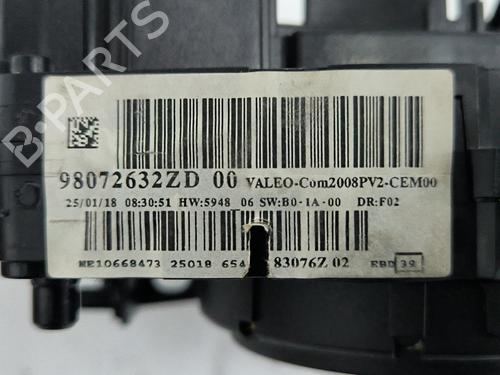 98072632ZD 00 VALEO-Com2008PV2-CEM00
25/01/18 08:30:51 HW:5948 06 SW:B0-1A-00 DR:F02
NE10668473 25018 654 83076Z 02 EBD 39
B-PARTS